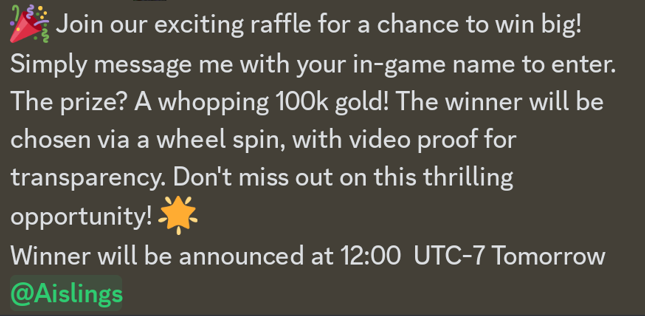 🎉 Join our exciting raffle for a chance to win big!
Simply message me with your in-game name to enter.
The prize? A whopping 100k gold! The winner will be
chosen via a wheel spin, with video proof for
transparency. Don't miss out on this thrilling
opportunity! 🌟
Winner will be announced at 12:00  UTC-7 Tomorrow
@Aislings